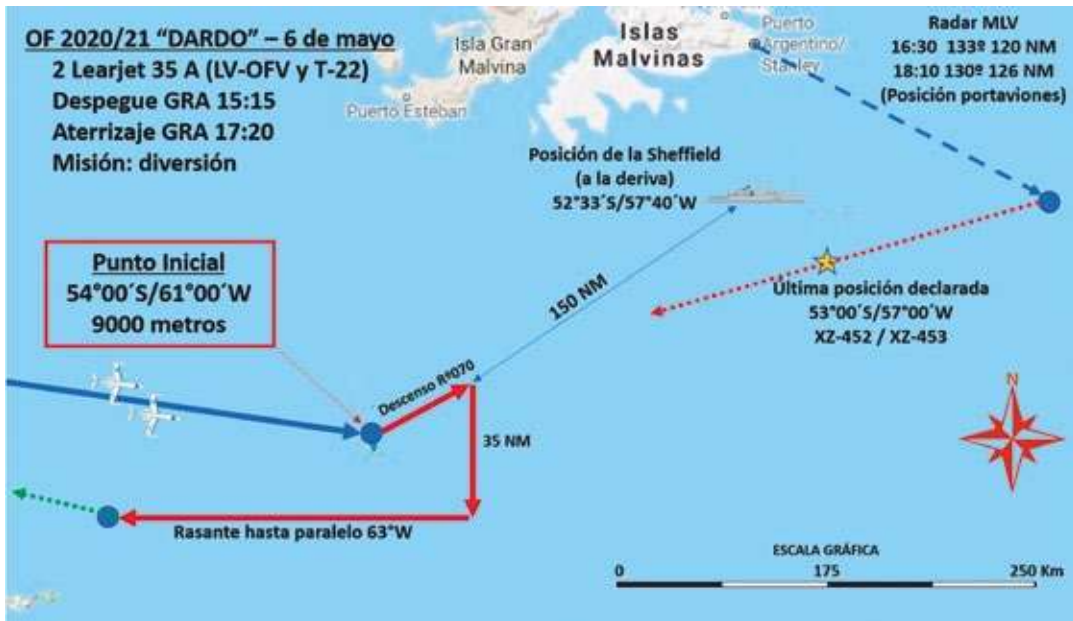 OF 2020/21 "DARDO" – 6 de mayo
2 Learjet 35 A (LV-OFV y T-22)
Despegue GRA 15:15
Aterrizaje GRA 17:20
Misión: diversión
Isla Gran
Malvina
Puerto Esteban
Islas
Malvinas
Puerto
Argentino/
Stanley
Radar MLV
16:30 133º 120 NM
18:10 130º 126 NM
(Posición portaviones)
Posición de la Sheffield
(a la deriva)
52°33´S/57°40´W
Punto Inicial
54°00´S/61°00´W
9000 metros
150 NM
Última posición declarada
53°00´S/57°00´W
XZ-452 / XZ-453
Descenso Rº070
35 NM
N
Rasante hasta paralelo 63°W
ESCALA GRÁFICA
0 175 250 Km